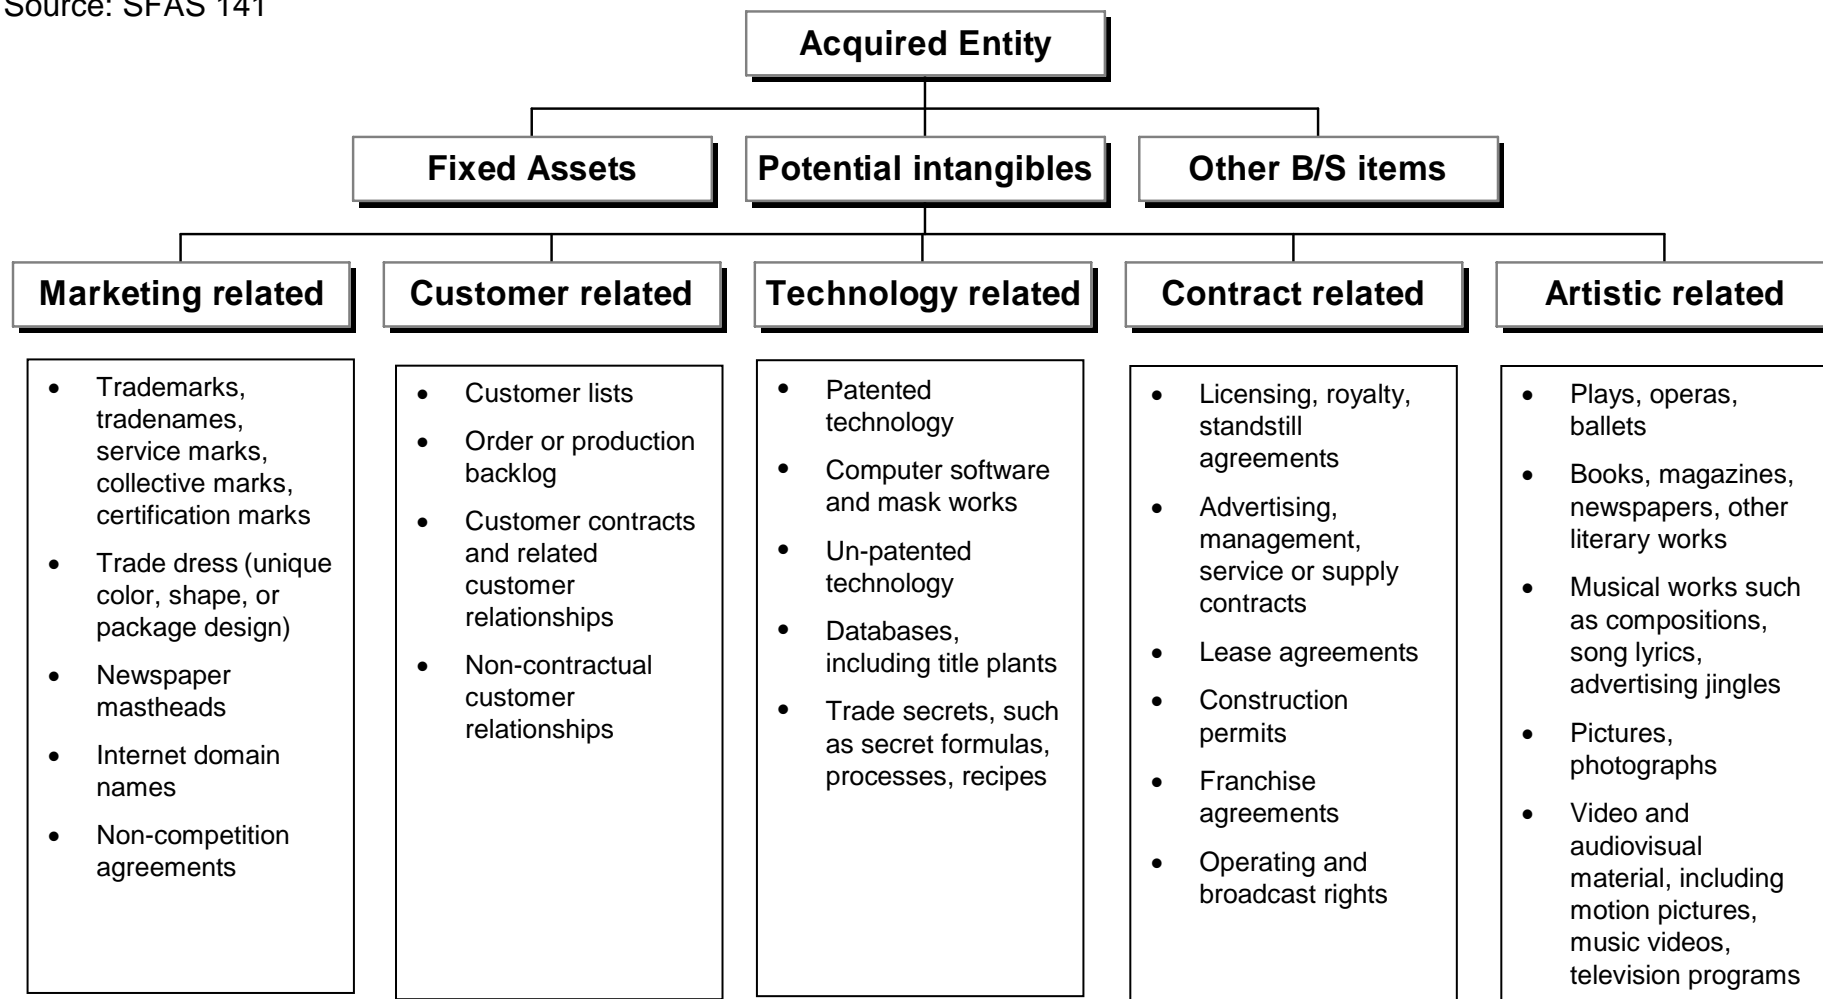 Source: SFAS 141
Acquired Entity
Fixed Assets
Potential intangibles
Other B/S items
Marketing related
Customer related
Technology related
Contract related
Artistic related
• Trademarks,
tradenames,
service marks,
collective marks,
certification marks
• Trade dress (unique
color, shape, or
package design)
• Newspaper
mastheads
• Internet domain
names
• Non-competition
agreements
• Customer lists
• Order or production
backlog
• Customer contracts
and related
customer
relationships
• Non-contractual
customer
relationships
• Patented
technology
• Computer software
and mask works
• Un-patented
technology
• Databases,
including title plants
• Trade secrets, such
as secret formulas,
processes, recipes
• Licensing, royalty,
standstill
agreements
• Advertising,
management,
service or supply
contracts
• Lease agreements
• Construction
permits
• Franchise
agreements
• Operating and
broadcast rights
• Plays, operas,
ballets
• Books, magazines,
newspapers, other
literary works
• Musical works such
as compositions,
song lyrics,
advertising jingles
• Pictures,
photographs
• Video and
audiovisual
material, including
motion pictures,
music videos,
television programs